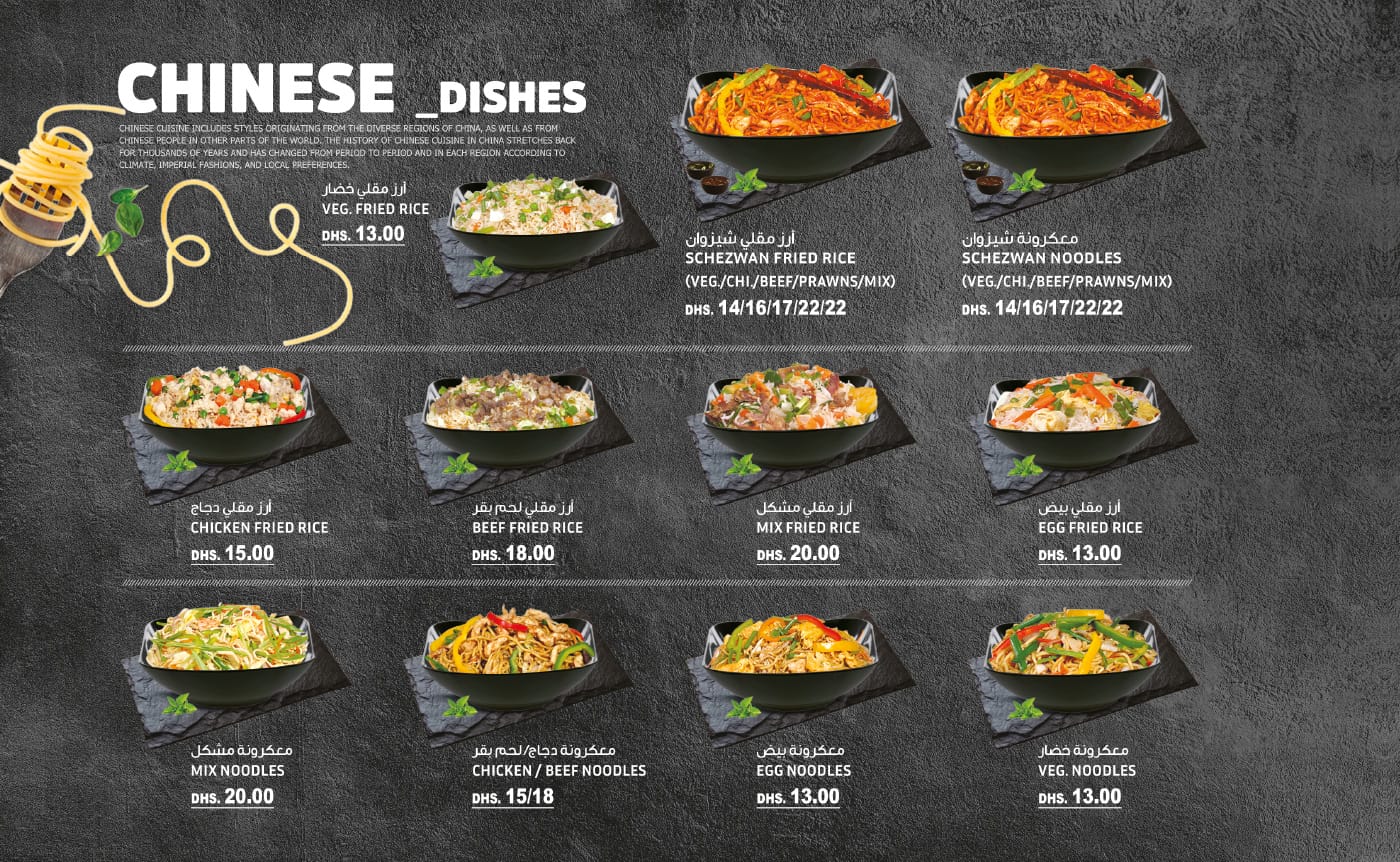 CHINESE _DISHES
CHINESE CUISINE INCLUDES STYLES ORIGINATING FROM THE DIVERSE REGIONS OF CHINA, AS WELL AS FROM
CHINESE PEOPLE IN OTHER PARTS OF THE WORLD. THE HISTORY OF CHINESE CUISINE IN CHINA STRETCHES BACK
FOR THOUSANDS OF YEARS AND HAS CHANGED FROM PERIOD TO PERIOD AND IN EACH REGION ACCORDING TO
CLIMATE, IMPERIAL FASHIONS, AND LOCAL PREFERENCES.
أرز مقلي خضار
VEG. FRIED RICE
DHS. 13.00
أرز مقلي شيزوان
SCHEZWAN FRIED RICE
(VEG./CHI./BEEF/PRAWNS/MIX)
DHS. 14/16/17/22/22
معكرونة شيزوان
SCHEZWAN NOODLES
(VEG./CHI./BEEF/PRAWNS/MIX)
DHS. 14/16/17/22/22
أرز مقلي دجاج
CHICKEN FRIED RICE
DHS. 15.00
أرز مقلي لحم بقر
BEEF FRIED RICE
DHS. 18.00
أرز مقلي مشكل
MIX FRIED RICE
DHS. 20.00
أرز مقلي بيض
EGG FRIED RICE
DHS. 13.00
معكرونة مشكل
MIX NOODLES
DHS. 20.00
معكرونة دجاج/لحم بقر
CHICKEN / BEEF NOODLES
DHS. 15/18
معكرونة بيض
EGG NOODLES
DHS. 13.00
معكرونة خضار
VEG. NOODLES
DHS. 13.00